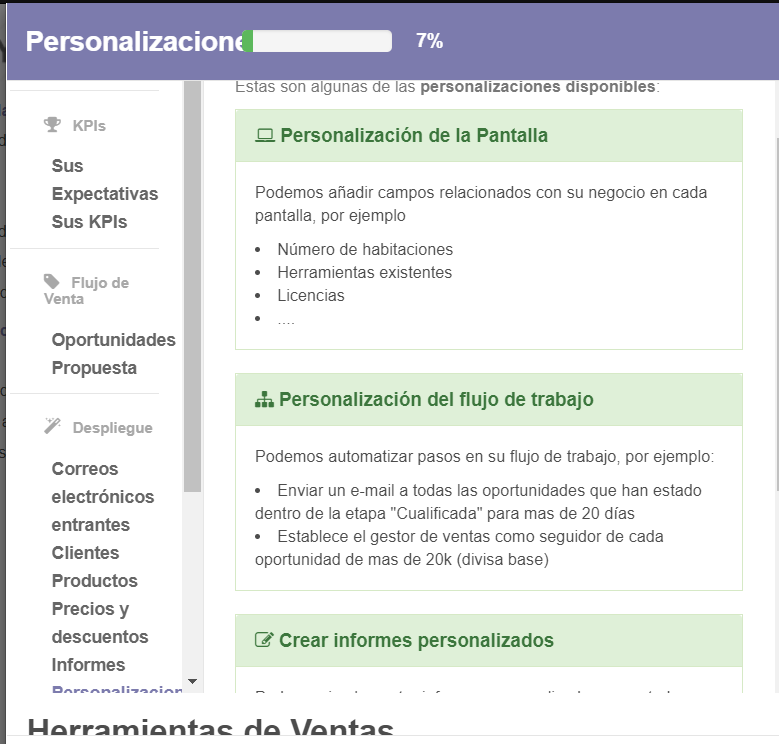 Personalizacione
7%
KPIs
Sus
Expectativas
Sus KPIs
Flujo de
Venta
Oportunidades
Propuesta
Despliegue
Correos
electrónicos
entrantes
Clientes
Productos
Precios y
descuentos
Informes
Personalizacion
Estas son algunas de las personalizaciones disponibles:
Personalización de la Pantalla
Podemos añadir campos relacionados con su negocio en cada
pantalla, por ejemplo
• Número de habitaciones
• Herramientas existentes
• Licencias
• ....
Personalización del flujo de trabajo
Podemos automatizar pasos en su flujo de trabajo, por ejemplo:
• Enviar un e-mail a todas las oportunidades que han estado
dentro de la etapa "Cualificada" para mas de 20 días
• Establece el gestor de ventas como seguidor de cada
oportunidad de mas de 20k (divisa base)
Crear informes personalizados
Herramientas de Ventas